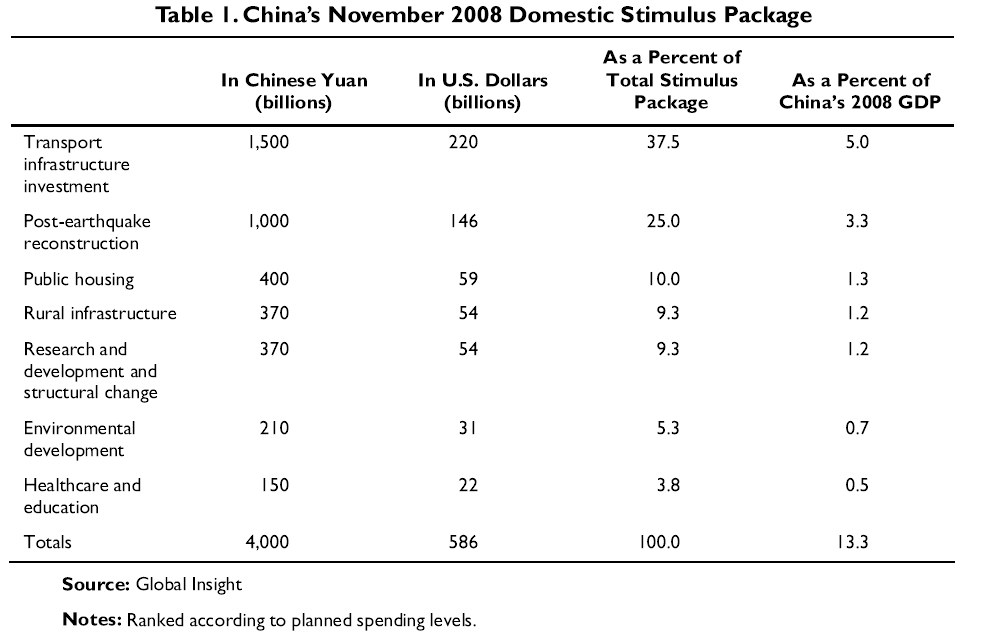 Table 1. China's November 2008 Domestic Stimulus Package
In Chinese Yuan (billions) In U.S. Dollars (billions) As a Percent of Total Stimulus Package As a Percent of China's 2008 GDP
Transport infrastructure investment 1,500 220 37.5 5.0
Post-earthquake reconstruction 1,000 146 25.0 3.3
Public housing 400 59 10.0 1.3
Rural infrastructure 370 54 9.3 1.2
Research and development and structural change 370 54 9.3 1.2
Environmental development 210 31 5.3 0.7
Healthcare and education 150 22 3.8 0.5
Totals 4,000 586 100.0 13.3
Source: Global Insight
Notes: Ranked according to planned spending levels.